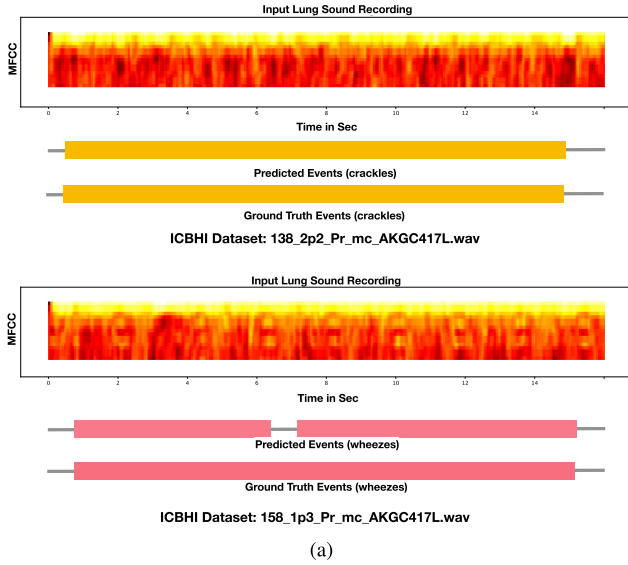 Input Lung Sound Recording
MFCC
0 2 4 6 8 10 12 14
Time in Sec
Predicted Events (crackles)
Ground Truth Events (crackles)
ICBHI Dataset: 138_2p2_Pr_mc_AKGC417L.wav
Input Lung Sound Recording
MFCC
0 2 4 6 8 10 12 14
Time in Sec
Predicted Events (wheezes)
Ground Truth Events (wheezes)
ICBHI Dataset: 158_1p3_Pr_mc_AKGC417L.wav
(a)